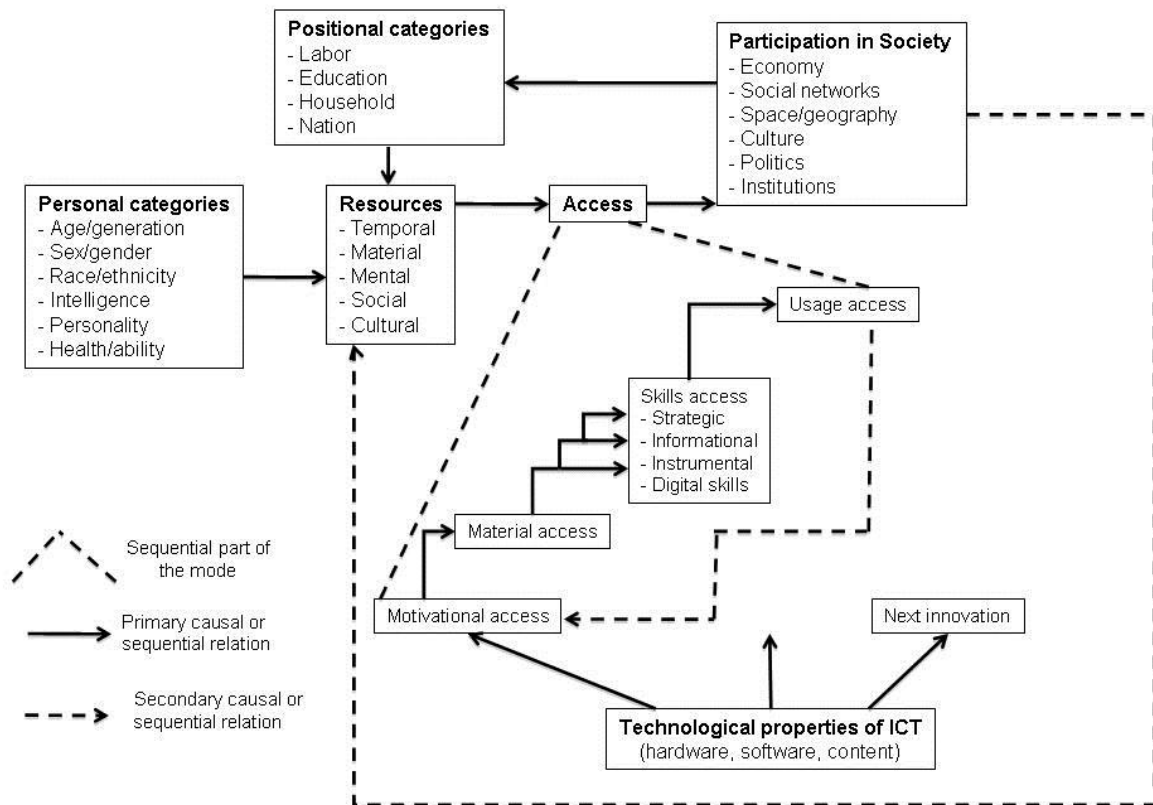 Positional categories
- Labor
- Education
- Household
- Nation
Participation in Society
- Economy
- Social networks
- Space/geography
- Culture
- Politics
- Institutions
Personal categories
- Age/generation
- Sex/gender
- Race/ethnicity
- Intelligence
- Personality
- Health/ability
Resources
- Temporal
- Material
- Mental
- Social
- Cultural
Access
Usage access
Skills access
- Strategic
- Informational
- Instrumental
- Digital skills
Material access
Motivational access
Next innovation
Technological properties of ICT
(hardware, software, content)
Sequential part of
the mode
Primary causal or
sequential relation
Secondary causal or
sequential relation